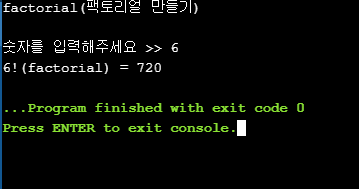 factorial(팩토리얼 만들기)
숫자를 입력해주세요 >> 6
6!(factorial) = 720
...Program finished with exit code 0
Press ENTER to exit console.